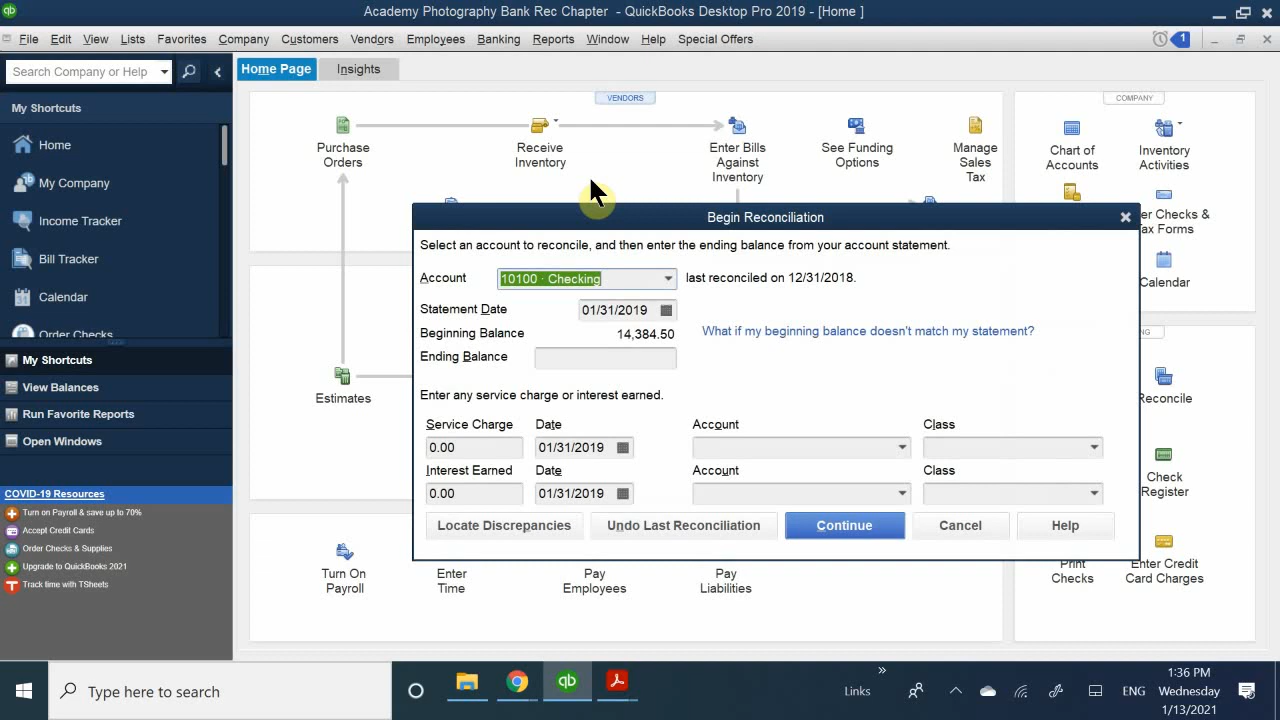 Academy Photography Bank Rec Chapter - QuickBooks Desktop Pro 2019 - [Home ]
File Edit View Lists Favorites Company Customers Vendors Employees Banking Reports Window Help Special Offers
1
Search Company or Help
Home Page Insights
My Shortcuts
Home
My Company
Income Tracker
Bill Tracker
Calendar
Order Checks
My Shortcuts
View Balances
Run Favorite Reports
Open Windows
COVID-19 Resources
Turn on Payroll & save up to 70%
Accept Credit Cards
Order Checks & Supplies
Upgrade to QuickBooks 2021
Track time with TSheets
VENDORS
Purchase
Orders
Receive
Inventory
Enter Bills
Against
Inventory
See Funding
Options
Manage
Sales
Tax
Estimates
Turn On
Payroll
Enter
Time
Pay
Employees
Pay
Liabilities
COMPANY
Chart of
Accounts
Inventory
Activities
er Checks &
Tax Forms
Calendar
NG
Reconcile
Check
Register
Print
Checks
Enter Credit
Card Charges
Begin Reconciliation
Select an account to reconcile, and then enter the ending balance from your account statement.
Account 10100 · Checking last reconciled on 12/31/2018.
Statement Date 01/31/2019
Beginning Balance 14,384.50 What if my beginning balance doesn't match my statement?
Ending Balance
Enter any service charge or interest earned.
Service Charge Date Account Class
0.00 01/31/2019
Interest Earned Date Account Class
0.00 01/31/2019
Locate Discrepancies Undo Last Reconciliation Continue Cancel Help
Type here to search
qb
Links
ENG
1:36 PM
Wednesday
1/13/2021